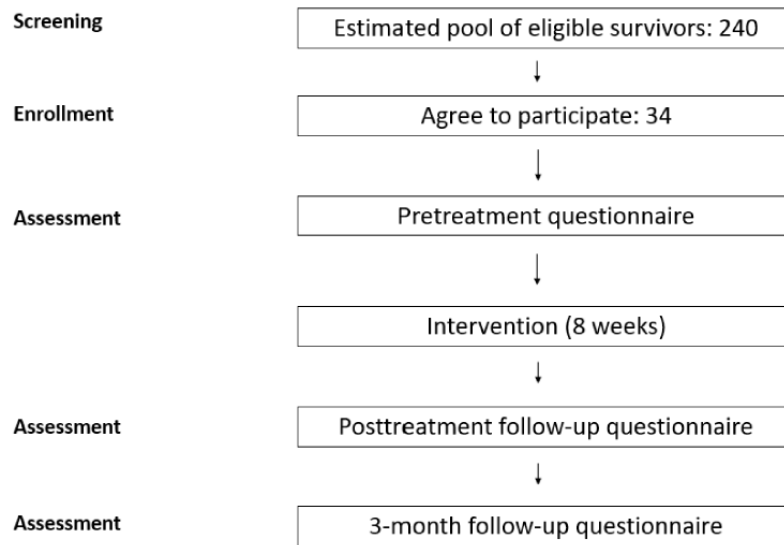 Screening
Estimated pool of eligible survivors: 240
Enrollment
Agree to participate: 34
Assessment
Pretreatment questionnaire
Intervention (8 weeks)
Assessment
Posttreatment follow-up questionnaire
Assessment
3-month follow-up questionnaire